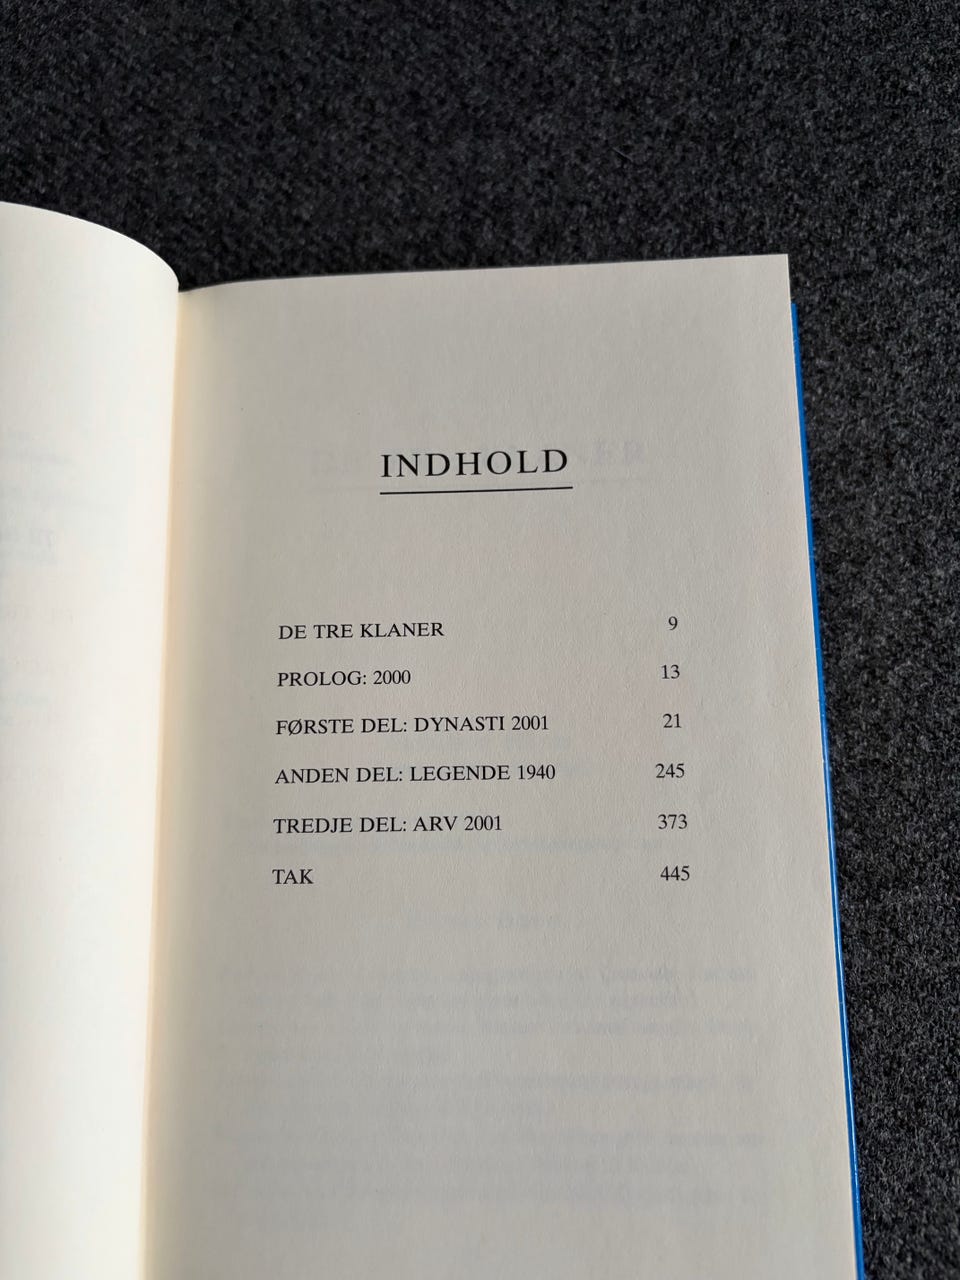 INDHOLD
DE TRE KLANER 9
PROLOG: 2000 13
FØRSTE DEL: DYNASTI 2001 21
ANDEN DEL: LEGENDE 1940 245
TREDJE DEL: ARV 2001 373
TAK 445